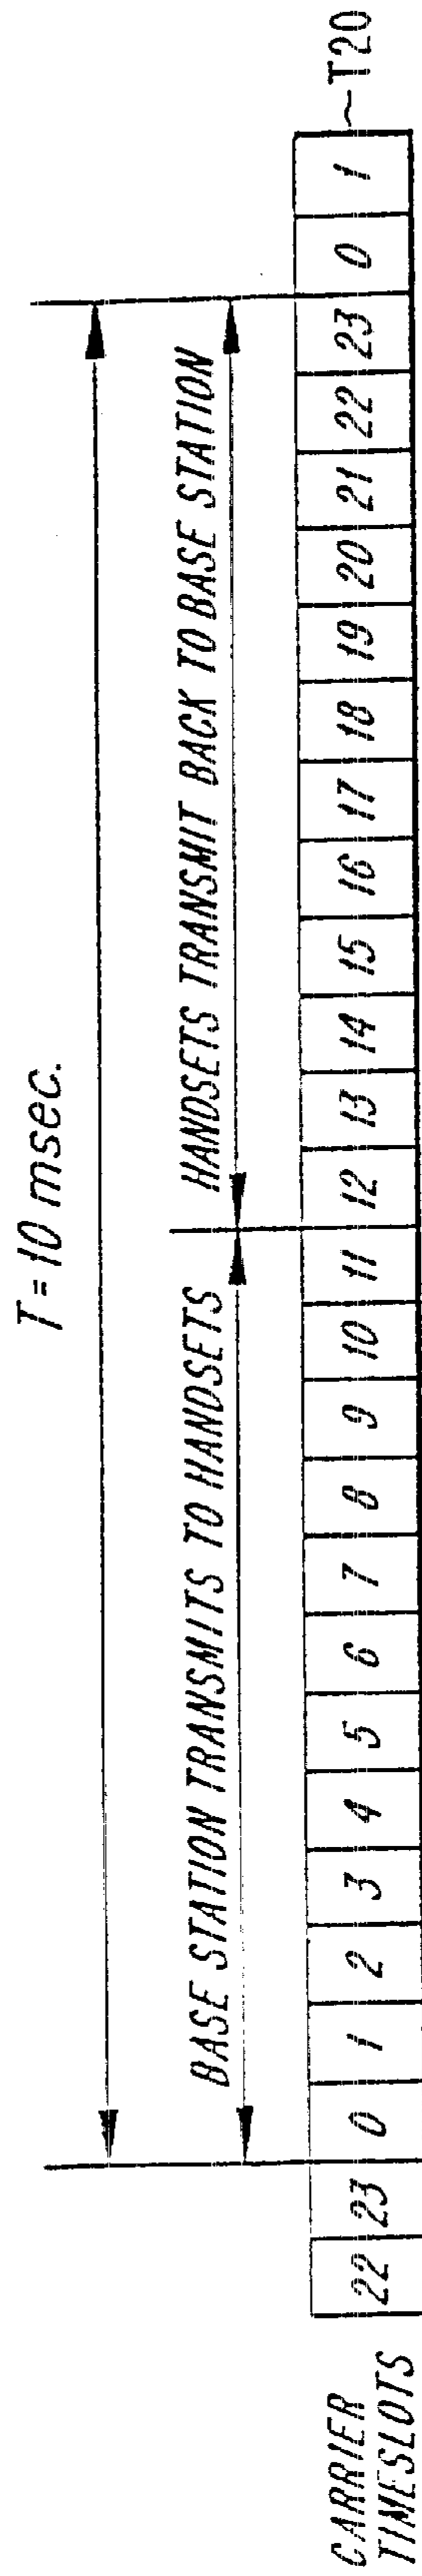 T = 10 msec.
BASE STATION TRANSMITS TO HANDSETS
HANDSETS TRANSMIT BACK TO BASE STATION
CARRIER
TIMESLOTS
22 23 0 1 2 3 4 5 6 7 8 9 10 11 12 13 14 15 16 17 18 19 20 21 22 23 0 1 ~T20